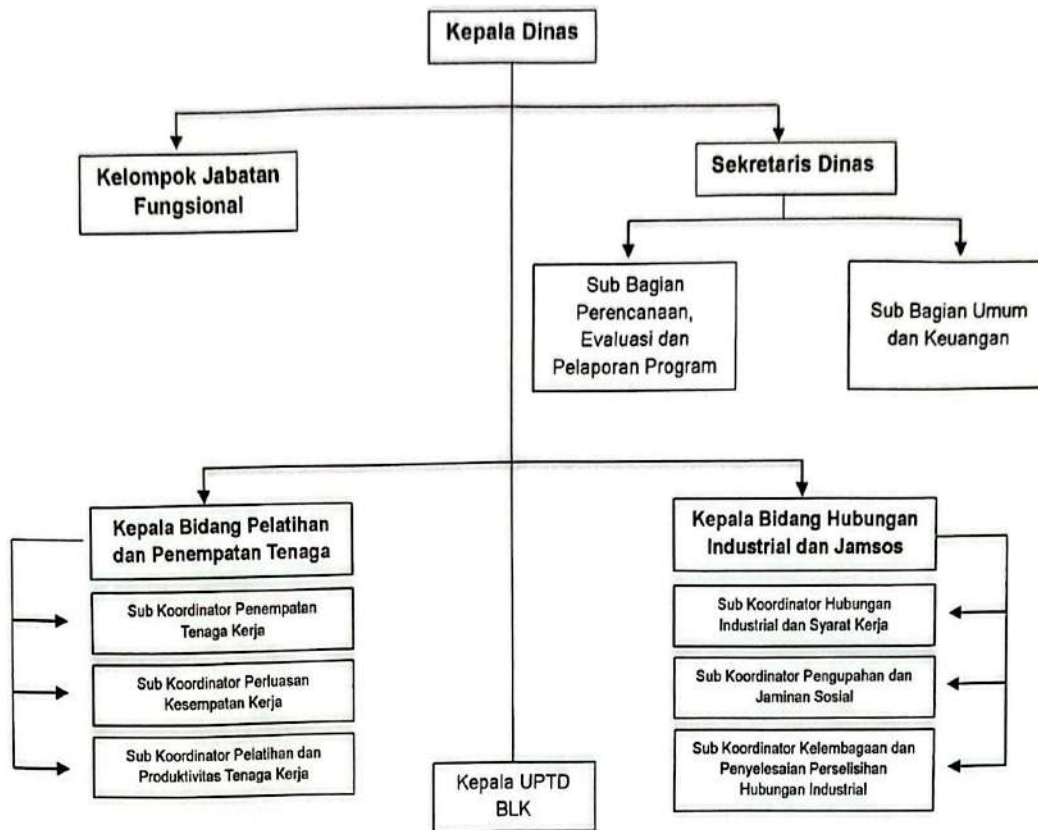 Kepala Dinas
Kelompok Jabatan
Fungsional
Sekretaris Dinas
Sub Bagian
Perencanaan,
Evaluasi dan
Pelaporan Program
Sub Bagian Umum
dan Keuangan
Kepala Bidang Pelatihan
dan Penempatan Tenaga
Sub Koordinator Penempatan
Tenaga Kerja
Sub Koordinator Perluasan
Kesempatan Kerja
Sub Koordinator Pelatihan dan
Produktivitas Tenaga Kerja
Kepala Bidang Hubungan
Industrial dan Jamsos
Sub Koordinator Hubungan
Industrial dan Syarat Kerja
Sub Koordinator Pengupahan dan
Jaminan Sosial
Sub Koordinator Kelembagaan dan
Penyelesaian Perselisihan
Hubungan Industrial
Kepala UPTD
BLK